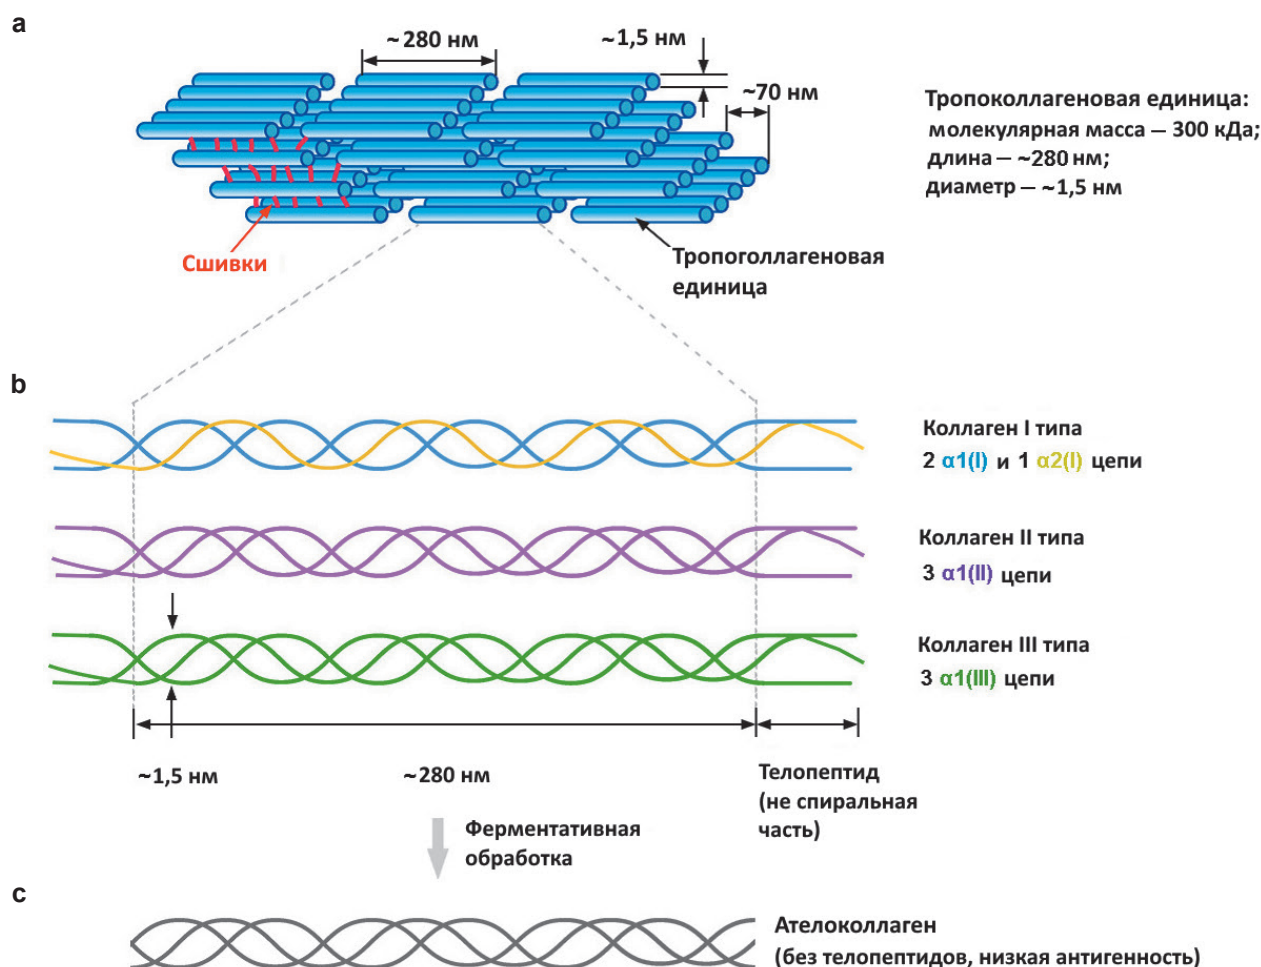 a
~280 нм
~1,5 нм
~70 нм
Тропоколлагеновая единица:
молекулярная масса – 300 кДа;
длина – ~280 нм;
диаметр – ~1,5 нм
Сшивки
Тропоголлагеновая
единица
b
Коллаген I типа
2 α1(I) и 1 α2(I) цепи
Коллаген II типа
3 α1(II) цепи
Коллаген III типа
3 α1(III) цепи
~1,5 нм
~280 нм
Телопептид
(не спиральная
часть)
Ферментативная
обработка
c
Ателоколлаген
(без телопептидов, низкая антигенность)